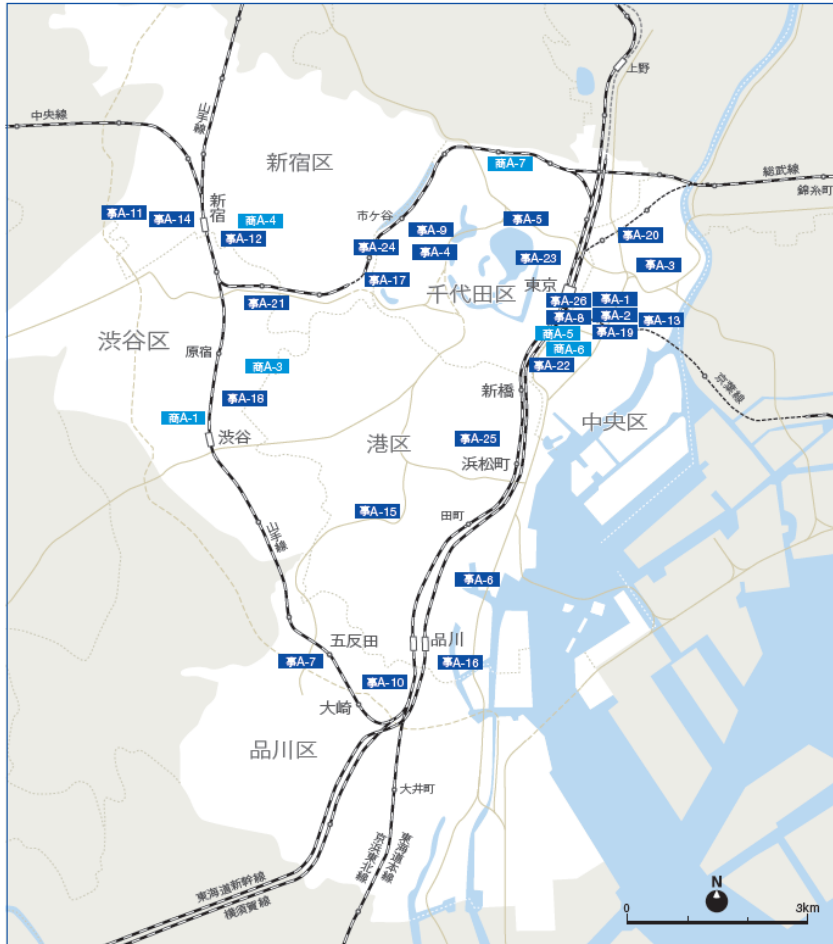 上野
中央線
山手線
新宿区
商A-7
総武線
錦糸町
新宿
事A-11
事A-14
商A-4
事A-12
市ケ谷
事A-9
事A-5
事A-24
事A-4
事A-20
事A-23
事A-3
事A-17
千代田区
東京
事A-21
事A-26
事A-1
事A-8
事A-2
事A-13
商A-5
事A-19
渋谷区
原宿
商A-6
商A-3
事A-22
京葉線
新橋
事A-18
商A-1
渋谷
中央区
港区
事A-25
浜松町
事A-15
田町
山手線
事A-6
五反田
品川
事A-7
事A-16
事A-10
大崎
品川区
大井町
東海道本線
京浜東北線
東海道新幹線
横須賀線
N
0
3km